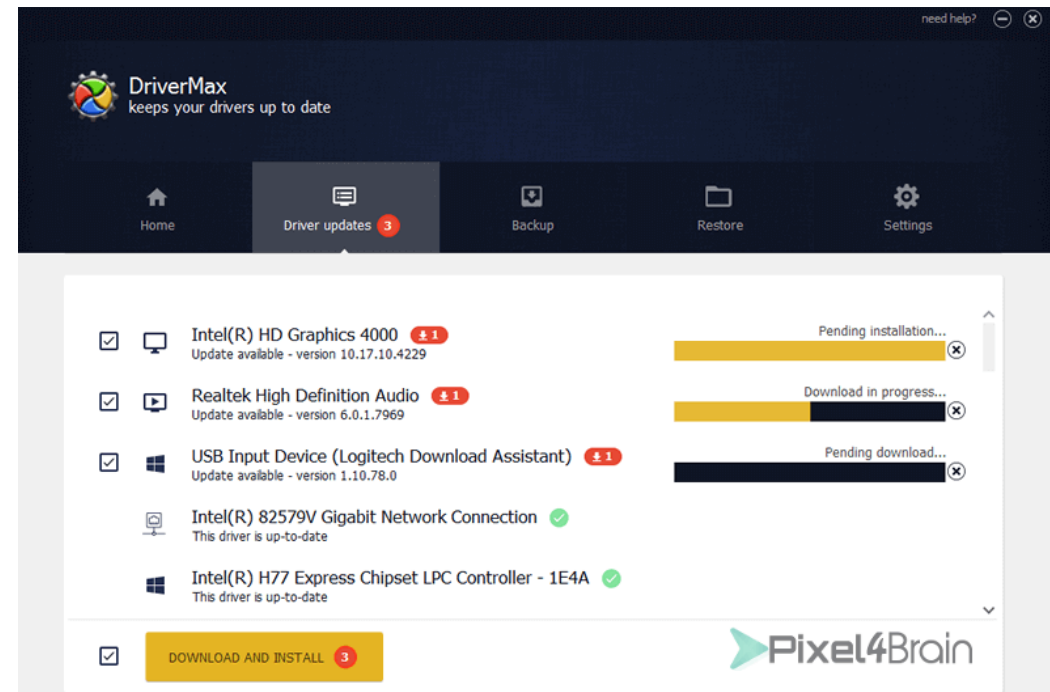 need help?
DriverMax
keeps your drivers up to date
Home
Driver updates 3
Backup
Restore
Settings
Intel(R) HD Graphics 4000 1
Update available - version 10.17.10.4229
Pending installation...
Realtek High Definition Audio 1
Update available - version 6.0.1.7969
Download in progress...
USB Input Device (Logitech Download Assistant) 1
Update available - version 1.10.78.0
Pending download...
Intel(R) 82579V Gigabit Network Connection
This driver is up-to-date
Intel(R) H77 Express Chipset LPC Controller - 1E4A
This driver is up-to-date
DOWNLOAD AND INSTALL 3
Pixel4Brain